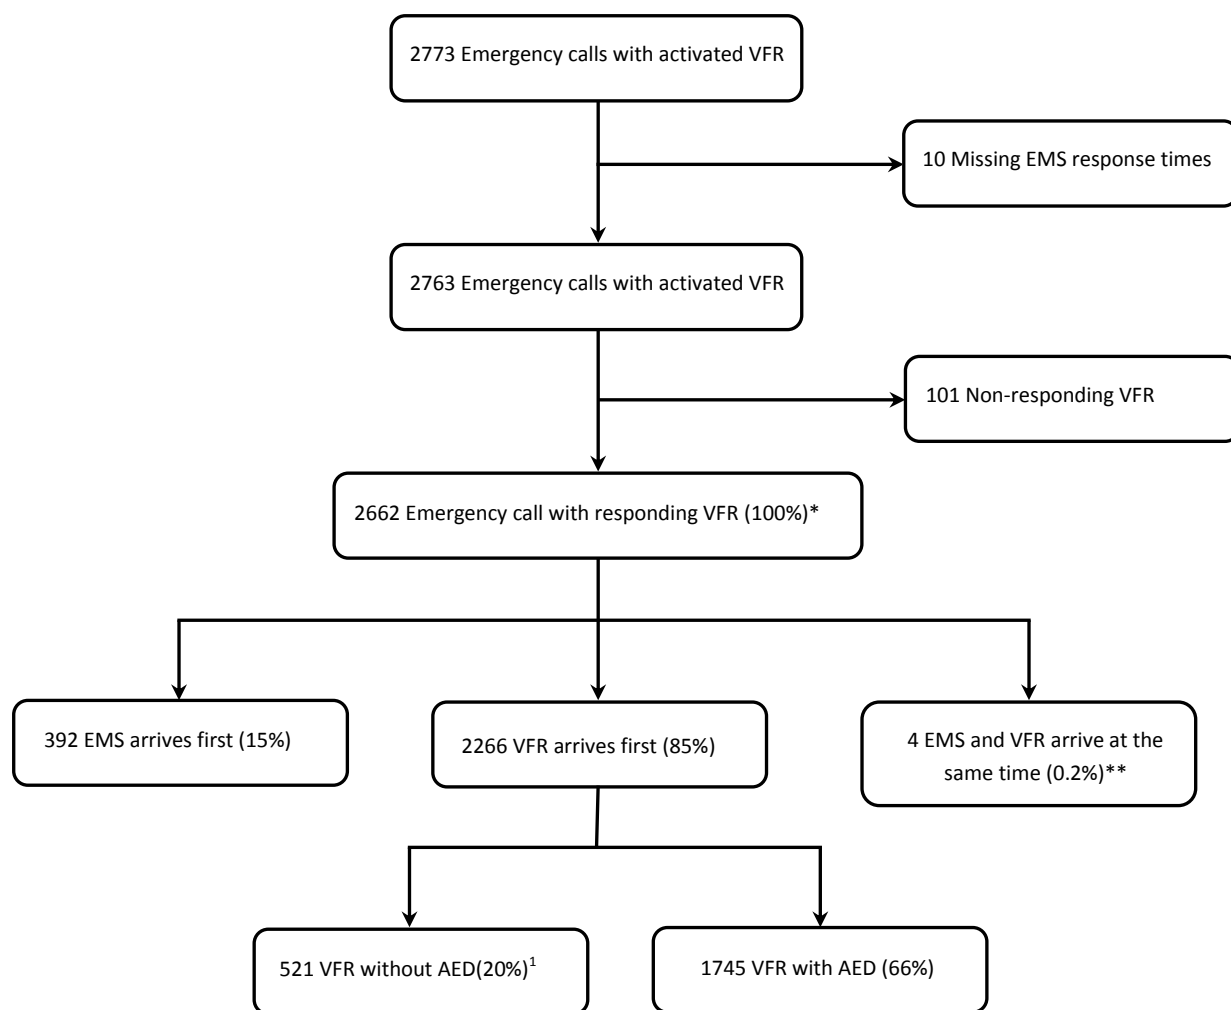 2773 Emergency calls with activated VFR
10 Missing EMS response times
2763 Emergency calls with activated VFR
101 Non-responding VFR
2662 Emergency call with responding VFR (100%)*
392 EMS arrives first (15%)
2266 VFR arrives first (85%)
4 EMS and VFR arrive at the
same time (0.2%)**
521 VFR without AED(20%)¹
1745 VFR with AED (66%)